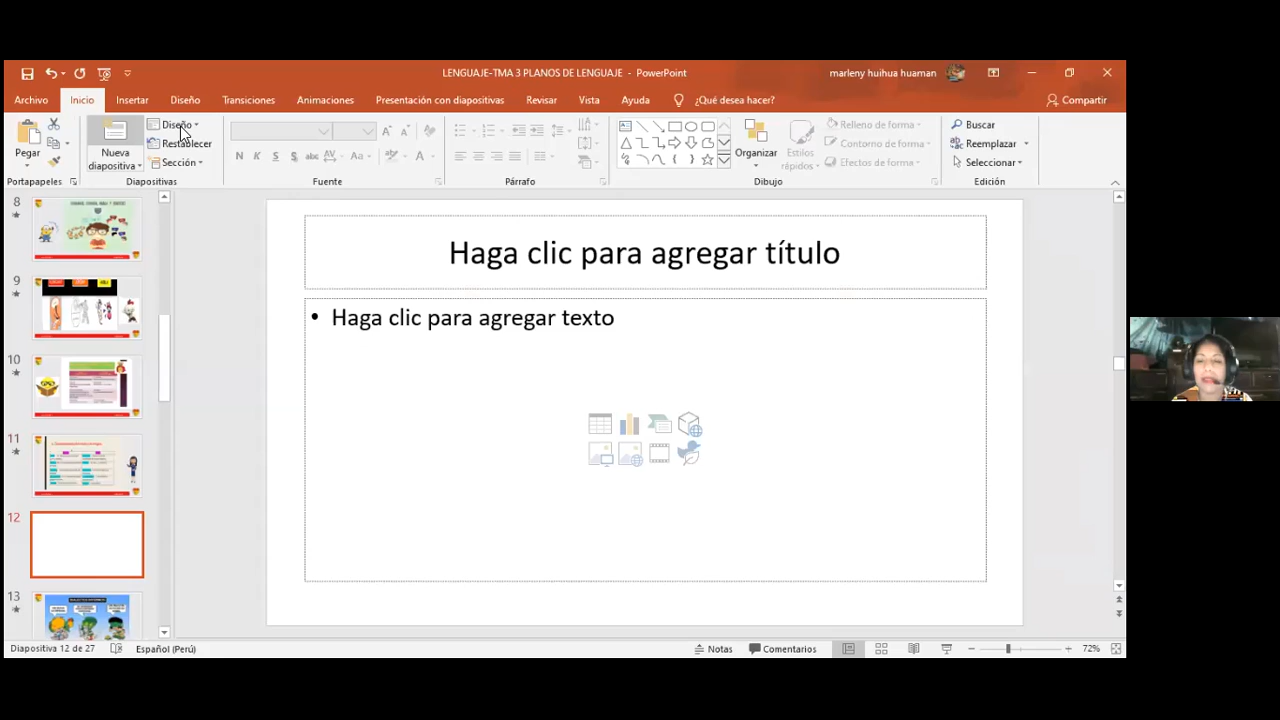 LENGUAJE-TMA 3 PLANOS DE LENGUAJE - PowerPoint
marleny huihua huaman
Archivo Inicio Insertar Diseño Transiciones Animaciones Presentación con diapositivas Revisar Vista Ayuda ¿Qué desea hacer? Compartir
Pegar
Nueva diapositiva
Diseño
Restablecer
Sección
N K S S abc AV Aa A
Organizar
Estilos rápidos
Relleno de forma
Contorno de forma
Efectos de forma
Buscar
Reemplazar
Seleccionar
Portapapeles Diapositivas Fuente Párrafo Dibujo Edición
8
9
10
11
12
13
Haga clic para agregar título
• Haga clic para agregar texto
Diapositiva 12 de 27 Español (Perú) Notas Comentarios 72%